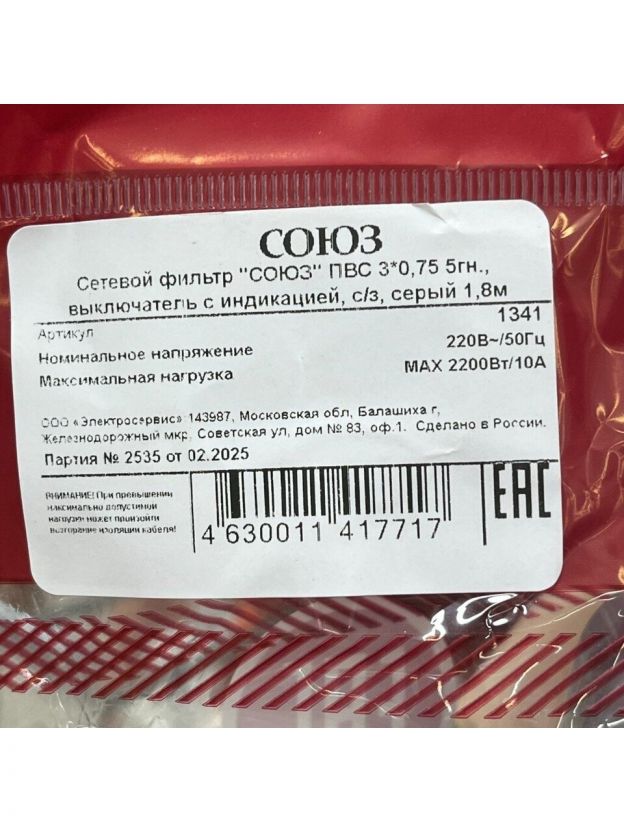 СОЮЗ
Сетевой фильтр "СОЮЗ" ПВС 3*0,75 5гн.,
выключатель с индикацией, с/з, серый 1,8м
Артикул 1341
Номинальное напряжение 220В~/50Гц
Максимальная нагрузка МАХ 2200Вт/10А
ООО «Электросервис» 143987, Московская обл, Балашиха г,
Железнодорожный мкр, Советская ул, дом № 83, оф.1. Сделано в России.
Партия № 2535 от 02.2025
ВНИМАНИЕ! При превышении
максимально допустимой
нагрузки может произойти
возгорание изоляции кабеля!
4 630011 417717
EAC